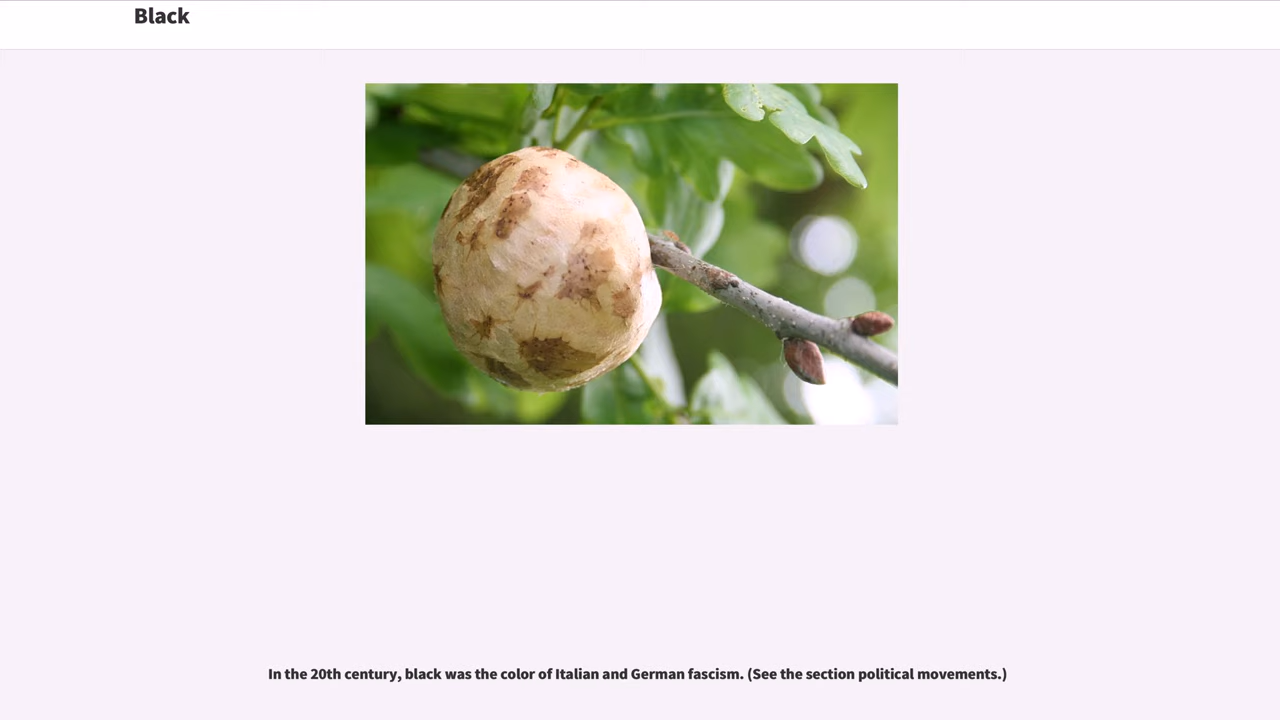 Black
In the 20th century, black was the color of Italian and German fascism. (See the section political movements.)